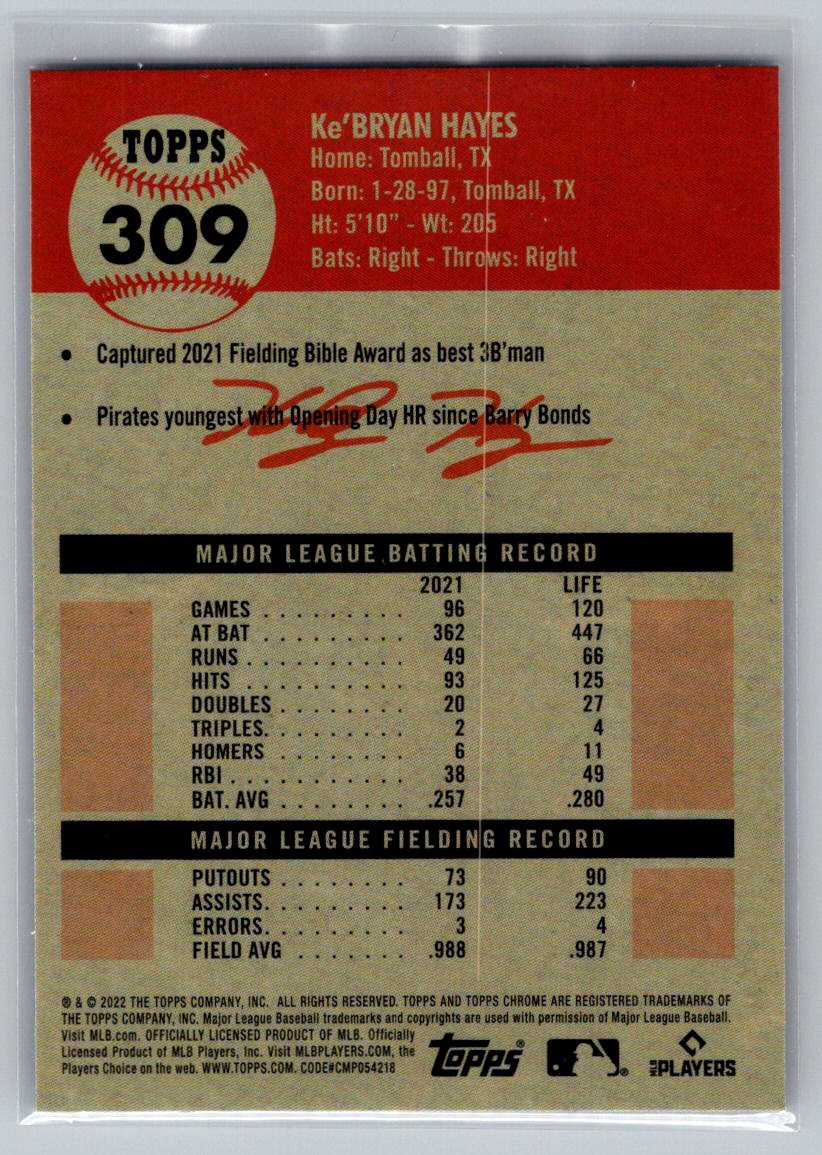 TOPPS
309
Ke'BRYAN HAYES
Home: Tomball, TX
Born: 1-28-97, Tomball, TX
Ht: 5'10" - Wt: 205
Bats: Right - Throws: Right
• Captured 2021 Fielding Bible Award as best 3B'man
• Pirates youngest with Opening Day HR since Barry Bonds
MAJOR LEAGUE BATTING RECORD
2021 LIFE
GAMES . . . . . . . . . 96 120
AT BAT . . . . . . . . . 362 447
RUNS . . . . . . . . . . 49 66
HITS . . . . . . . . . . 93 125
DOUBLES . . . . . . . . 20 27
TRIPLES. . . . . . . . . 2 4
HOMERS . . . . . . . . 6 11
RBI . . . . . . . . . . . 38 49
BAT. AVG . . . . . . . . .257 .280
MAJOR LEAGUE FIELDING RECORD
PUTOUTS . . . . . . . . 73 90
ASSISTS. . . . . . . . . 173 223
ERRORS. . . . . . . . . 3 4
FIELD AVG . . . . . . . .988 .987
® & © 2022 THE TOPPS COMPANY, INC. ALL RIGHTS RESERVED. TOPPS AND TOPPS CHROME ARE REGISTERED TRADEMARKS OF
THE TOPPS COMPANY, INC. Major League Baseball trademarks and copyrights are used with permission of Major League Baseball.
Visit MLB.com. OFFICIALLY LICENSED PRODUCT OF MLB. Officially
Licensed Product of MLB Players, Inc. Visit MLBPLAYERS.COM, the
Players Choice on the web. WWW.TOPPS.COM. CODE#CMP054218
Topps®
®
MLB PLAYERS